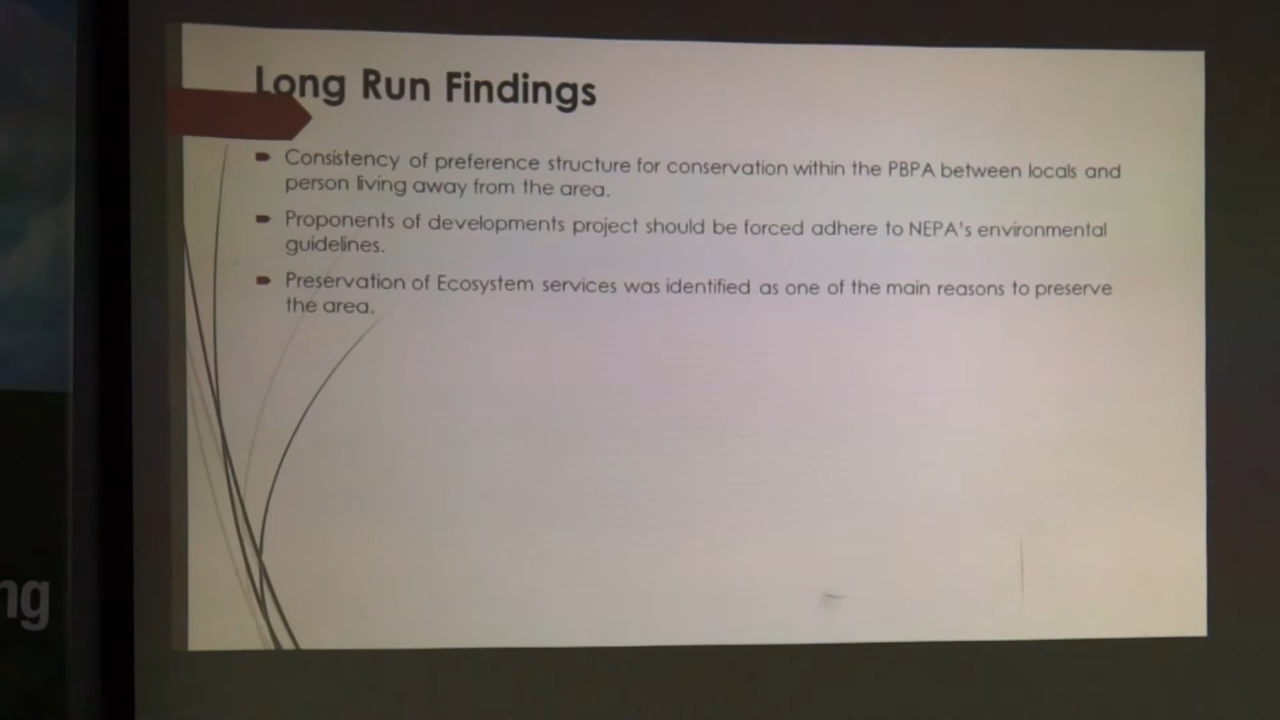 Long Run Findings
Consistency of preference structure for conservation within the PBPA between locals and
person living away from the area.
Proponents of developments project should be forced adhere to NEPA's environmental
guidelines.
Preservation of Ecosystem services was identified as one of the main reasons to preserve
the area.
ng